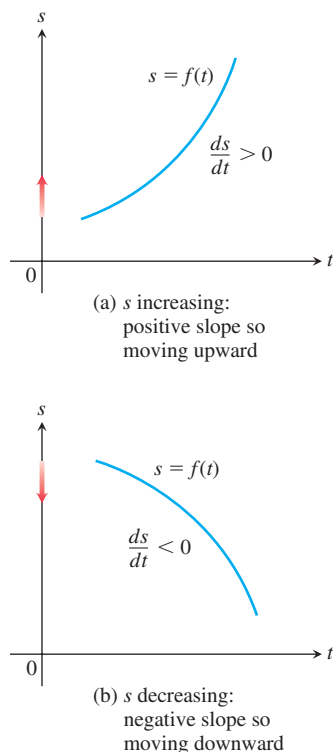 s
s = f(t)
ds
dt > 0
0
t
(a) s increasing:
positive slope so
moving upward
s
s = f(t)
ds
dt < 0
0
t
(b) s decreasing:
negative slope so
moving downward